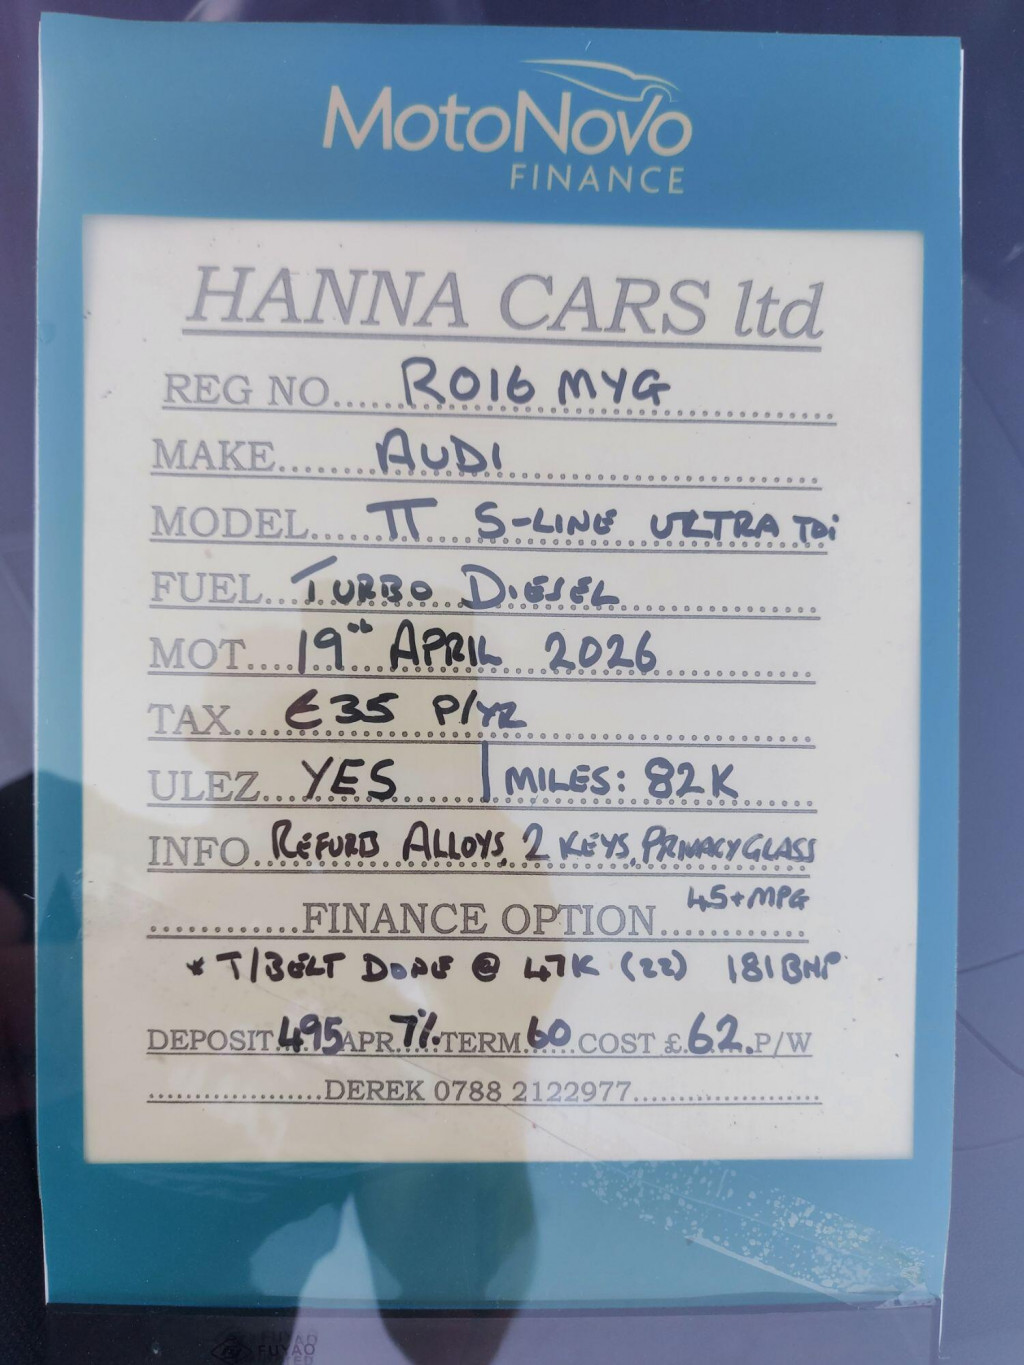 MotoNovo
FINANCE
HANNA CARS ltd
REG NO.....RO16 MYG
MAKE.....AUDI
MODEL.....TT S-LINE ULTRA TDi
FUEL...TURBO DIESEL
MOT....19th APRIL 2026
TAX...£35 P/YR
ULEZ...YES | MILES: 82K
INFO.REFURB ALLOYS, 2 KEYS, PRIVACY GLASS
45+MPG
............FINANCE OPTION............
* T/BELT DONE @ 47K (22) 181BHP
DEPOSIT.495 APR.7%.TERM.60...COST £.62.P/W
...................DEREK 0788 2122977...................
FUYAO